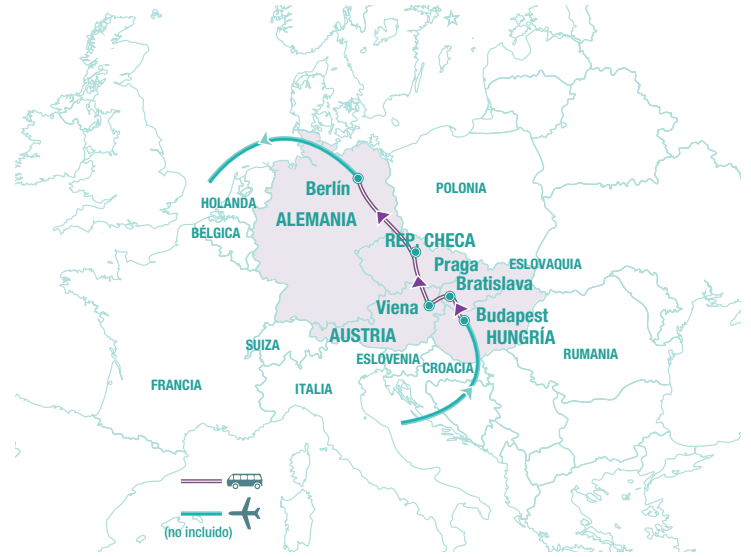 Berlín
POLONIA
HOLANDA
ALEMANIA
BÉLGICA
REP. CHECA
Praga
ESLOVAQUIA
Bratislava
Viena
Budapest
AUSTRIA
HUNGRÍA
SUIZA
ESLOVENIA
CROACIA
RUMANIA
FRANCIA
ITALIA
(no incluido)